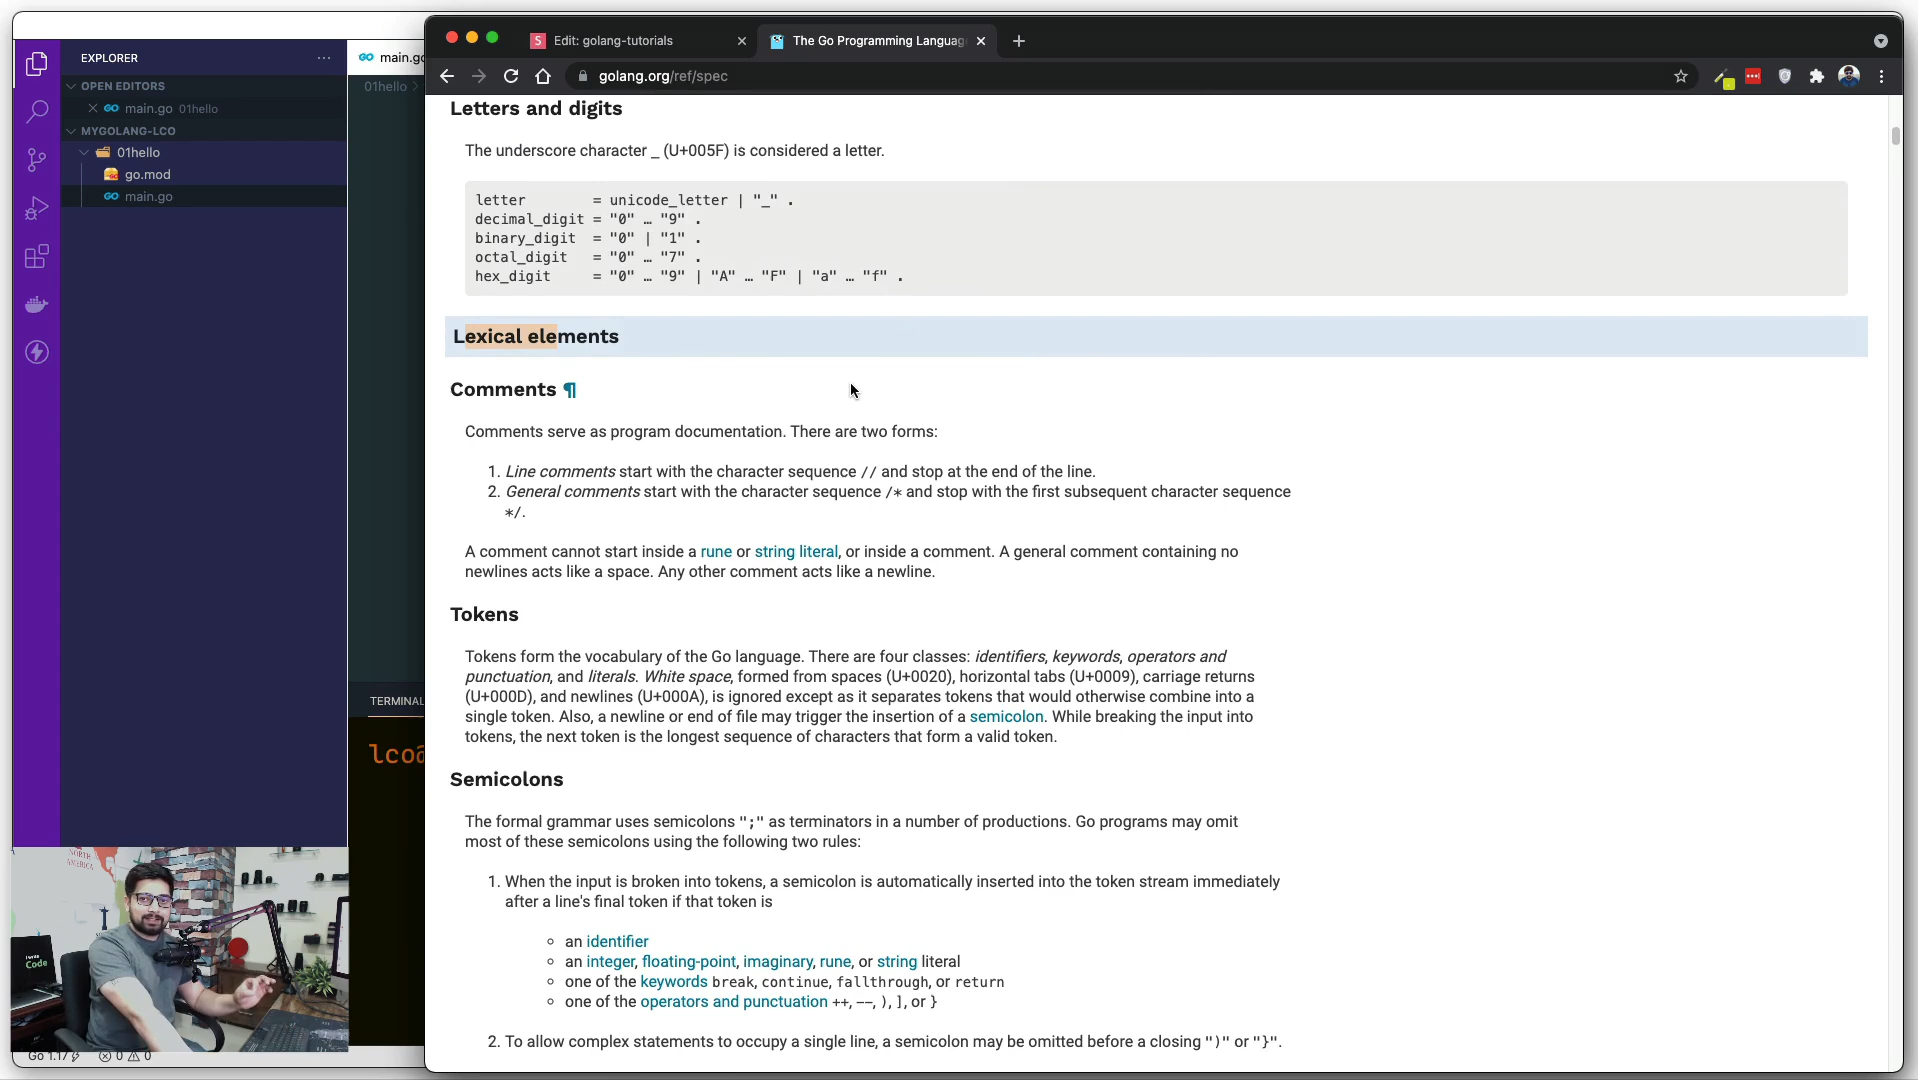 EXPLORER
OPEN EDITORS
main.go 01hello
MYGOLANG-LCO
01hello
go.mod
main.go
main.go
01hello
TERMINAL
lco@
I WRITE
Code
NORTH
AMERICA
Go 1.17
0 0
Edit: golang-tutorials
The Go Programming Languag
golang.org/ref/spec
Letters and digits
The underscore character _ (U+005F) is considered a letter.
letter = unicode_letter | "_" .
decimal_digit = "0" … "9" .
binary_digit = "0" | "1" .
octal_digit = "0" … "7" .
hex_digit = "0" … "9" | "A" … "F" | "a" … "f" .
Lexical elements
Comments ¶
Comments serve as program documentation. There are two forms:
1. Line comments start with the character sequence // and stop at the end of the line.
2. General comments start with the character sequence /* and stop with the first subsequent character sequence
*/.
A comment cannot start inside a rune or string literal, or inside a comment. A general comment containing no
newlines acts like a space. Any other comment acts like a newline.
Tokens
Tokens form the vocabulary of the Go language. There are four classes: identifiers, keywords, operators and
punctuation, and literals. White space, formed from spaces (U+0020), horizontal tabs (U+0009), carriage returns
(U+000D), and newlines (U+000A), is ignored except as it separates tokens that would otherwise combine into a
single token. Also, a newline or end of file may trigger the insertion of a semicolon. While breaking the input into
tokens, the next token is the longest sequence of characters that form a valid token.
Semicolons
The formal grammar uses semicolons ";" as terminators in a number of productions. Go programs may omit
most of these semicolons using the following two rules:
1. When the input is broken into tokens, a semicolon is automatically inserted into the token stream immediately
after a line's final token if that token is
◦ an identifier
◦ an integer, floating-point, imaginary, rune, or string literal
◦ one of the keywords break, continue, fallthrough, or return
◦ one of the operators and punctuation ++, --, ), ], or }
2. To allow complex statements to occupy a single line, a semicolon may be omitted before a closing ")" or "}".